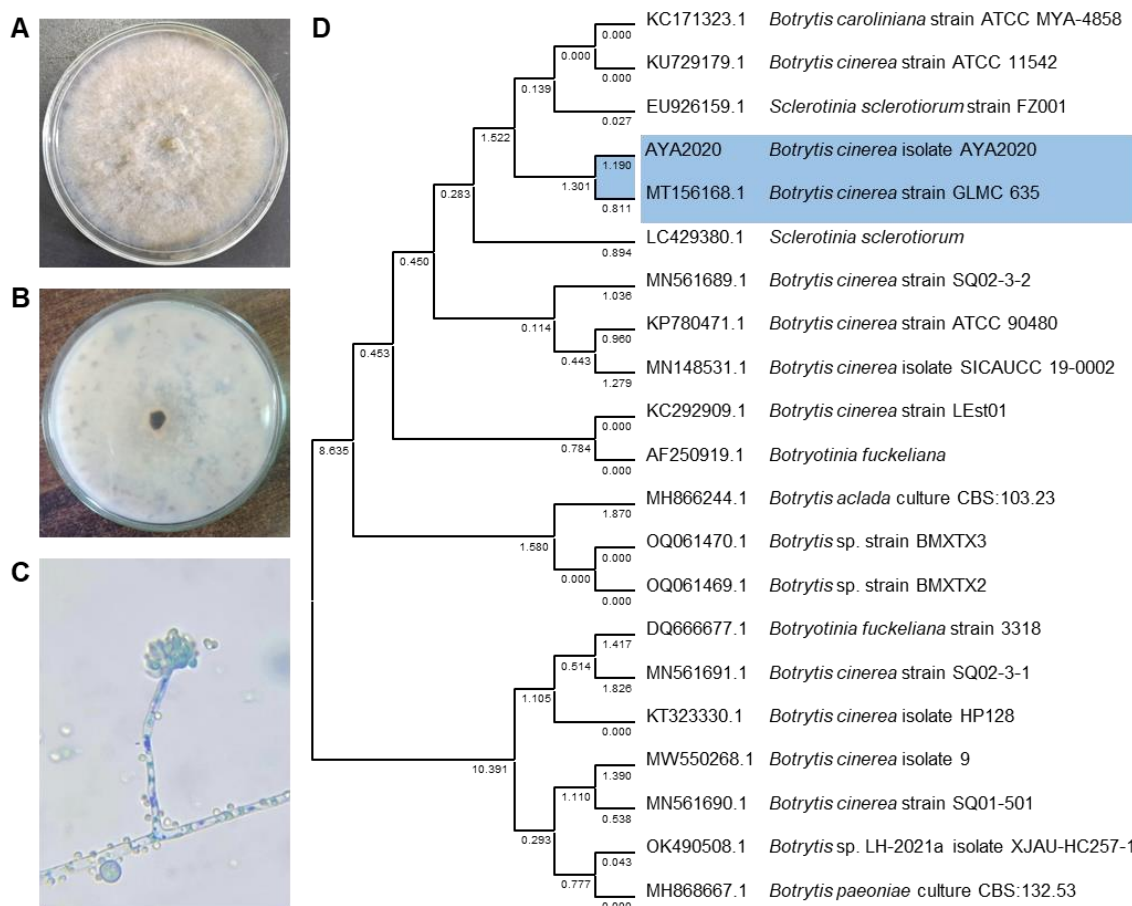 A
B
C
D
KC171323.1 Botrytis caroliniana strain ATCC MYA-4858
0.000
0.000
KU729179.1 Botrytis cinerea strain ATCC 11542
0.000
0.139
EU926159.1 Sclerotinia sclerotiorum strain FZ001
0.027
1.522
AYA2020 Botrytis cinerea isolate AYA2020
1.190
1.301
0.283
MT156168.1 Botrytis cinerea strain GLMC 635
0.811
LC429380.1 Sclerotinia sclerotiorum
0.894
0.450
MN561689.1 Botrytis cinerea strain SQ02-3-2
1.036
0.114
KP780471.1 Botrytis cinerea strain ATCC 90480
0.960
0.453
0.443
MN148531.1 Botrytis cinerea isolate SICAUCC 19-0002
1.279
KC292909.1 Botrytis cinerea strain LEst01
0.000
8.635
0.784
AF250919.1 Botryotinia fuckeliana
0.000
MH866244.1 Botrytis aclada culture CBS:103.23
1.870
1.580
OQ061470.1 Botrytis sp. strain BMXTX3
0.000
0.000
OQ061469.1 Botrytis sp. strain BMXTX2
0.000
DQ666677.1 Botryotinia fuckeliana strain 3318
1.417
0.514
MN561691.1 Botrytis cinerea strain SQ02-3-1
1.826
1.105
KT323330.1 Botrytis cinerea isolate HP128
0.000
10.391
MW550268.1 Botrytis cinerea isolate 9
1.390
1.110
MN561690.1 Botrytis cinerea strain SQ01-501
0.538
0.293
OK490508.1 Botrytis sp. LH-2021a isolate XJAU-HC257-1
0.043
0.777
MH868667.1 Botrytis paeoniae culture CBS:132.53